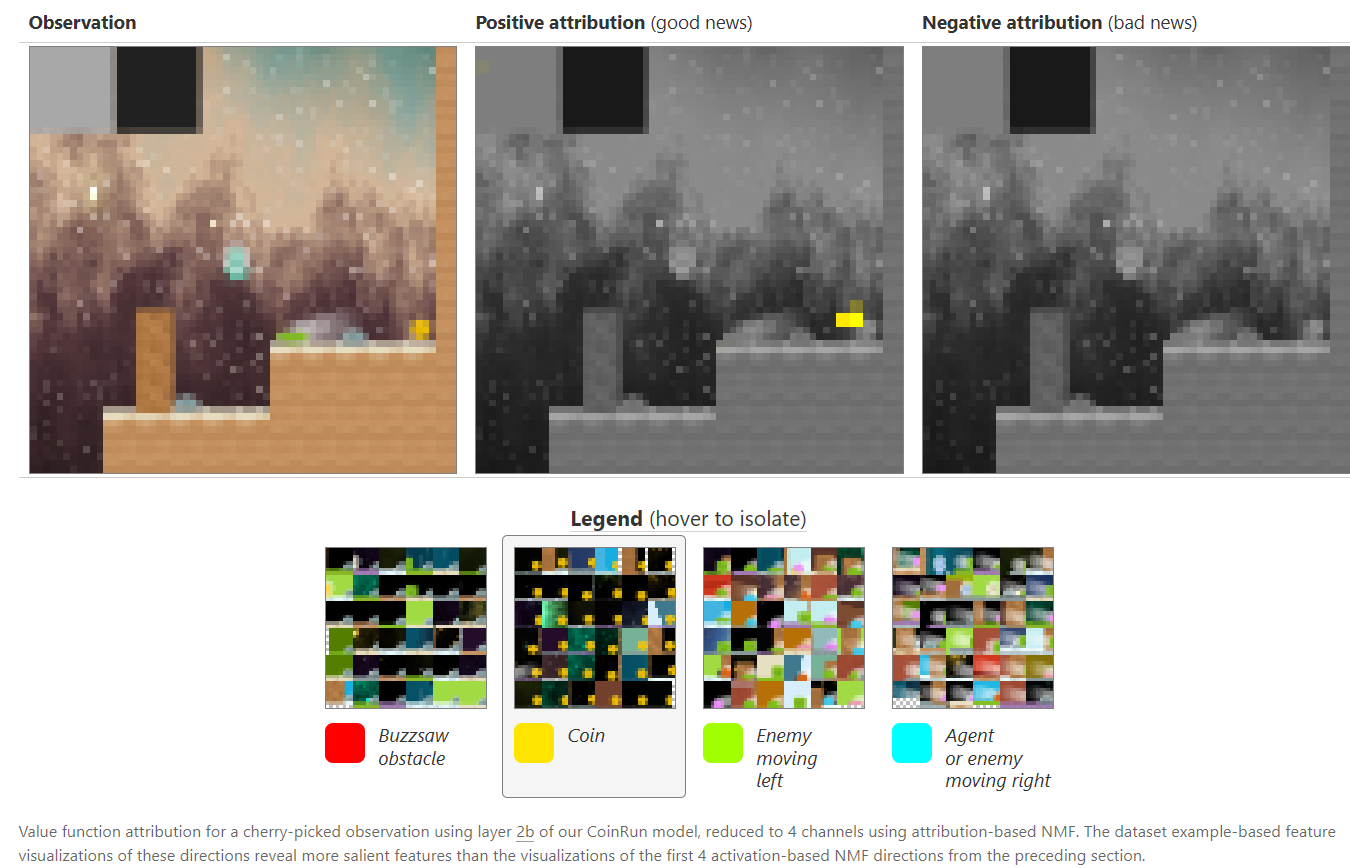 Observation
Positive attribution (good news)
Negative attribution (bad news)
Legend (hover to isolate)
Buzzsaw
obstacle
Coin
Enemy
moving
left
Agent
or enemy
moving right
Value function attribution for a cherry-picked observation using layer 2b of our CoinRun model, reduced to 4 channels using attribution-based NMF. The dataset example-based feature
visualizations of these directions reveal more salient features than the visualizations of the first 4 activation-based NMF directions from the preceding section.